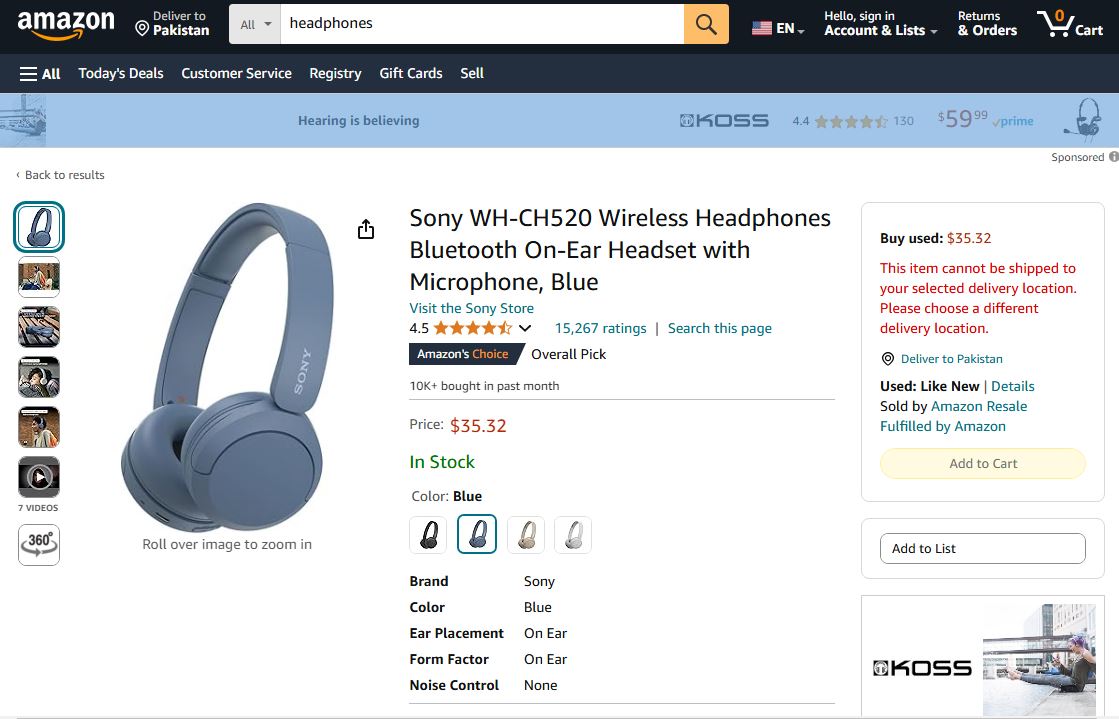 amazon
Deliver to
Pakistan
All
headphones
EN
Hello, sign in
Account & Lists
Returns
& Orders
0
Cart
All
Today's Deals
Customer Service
Registry
Gift Cards
Sell
Hearing is believing
KOSS
4.4
130
$59.99
prime
Sponsored
‹ Back to results
7 VIDEOS
360°
SONY
Roll over image to zoom in
Sony WH-CH520 Wireless Headphones
Bluetooth On-Ear Headset with
Microphone, Blue
Visit the Sony Store
4.5
15,267 ratings | Search this page
Amazon's Choice
Overall Pick
10K+ bought in past month
Price: $35.32
In Stock
Color: Blue
Brand Sony
Color Blue
Ear Placement On Ear
Form Factor On Ear
Noise Control None
Buy used: $35.32
This item cannot be shipped to
your selected delivery location.
Please choose a different
delivery location.
Deliver to Pakistan
Used: Like New | Details
Sold by Amazon Resale
Fulfilled by Amazon
Add to Cart
Add to List
KOSS